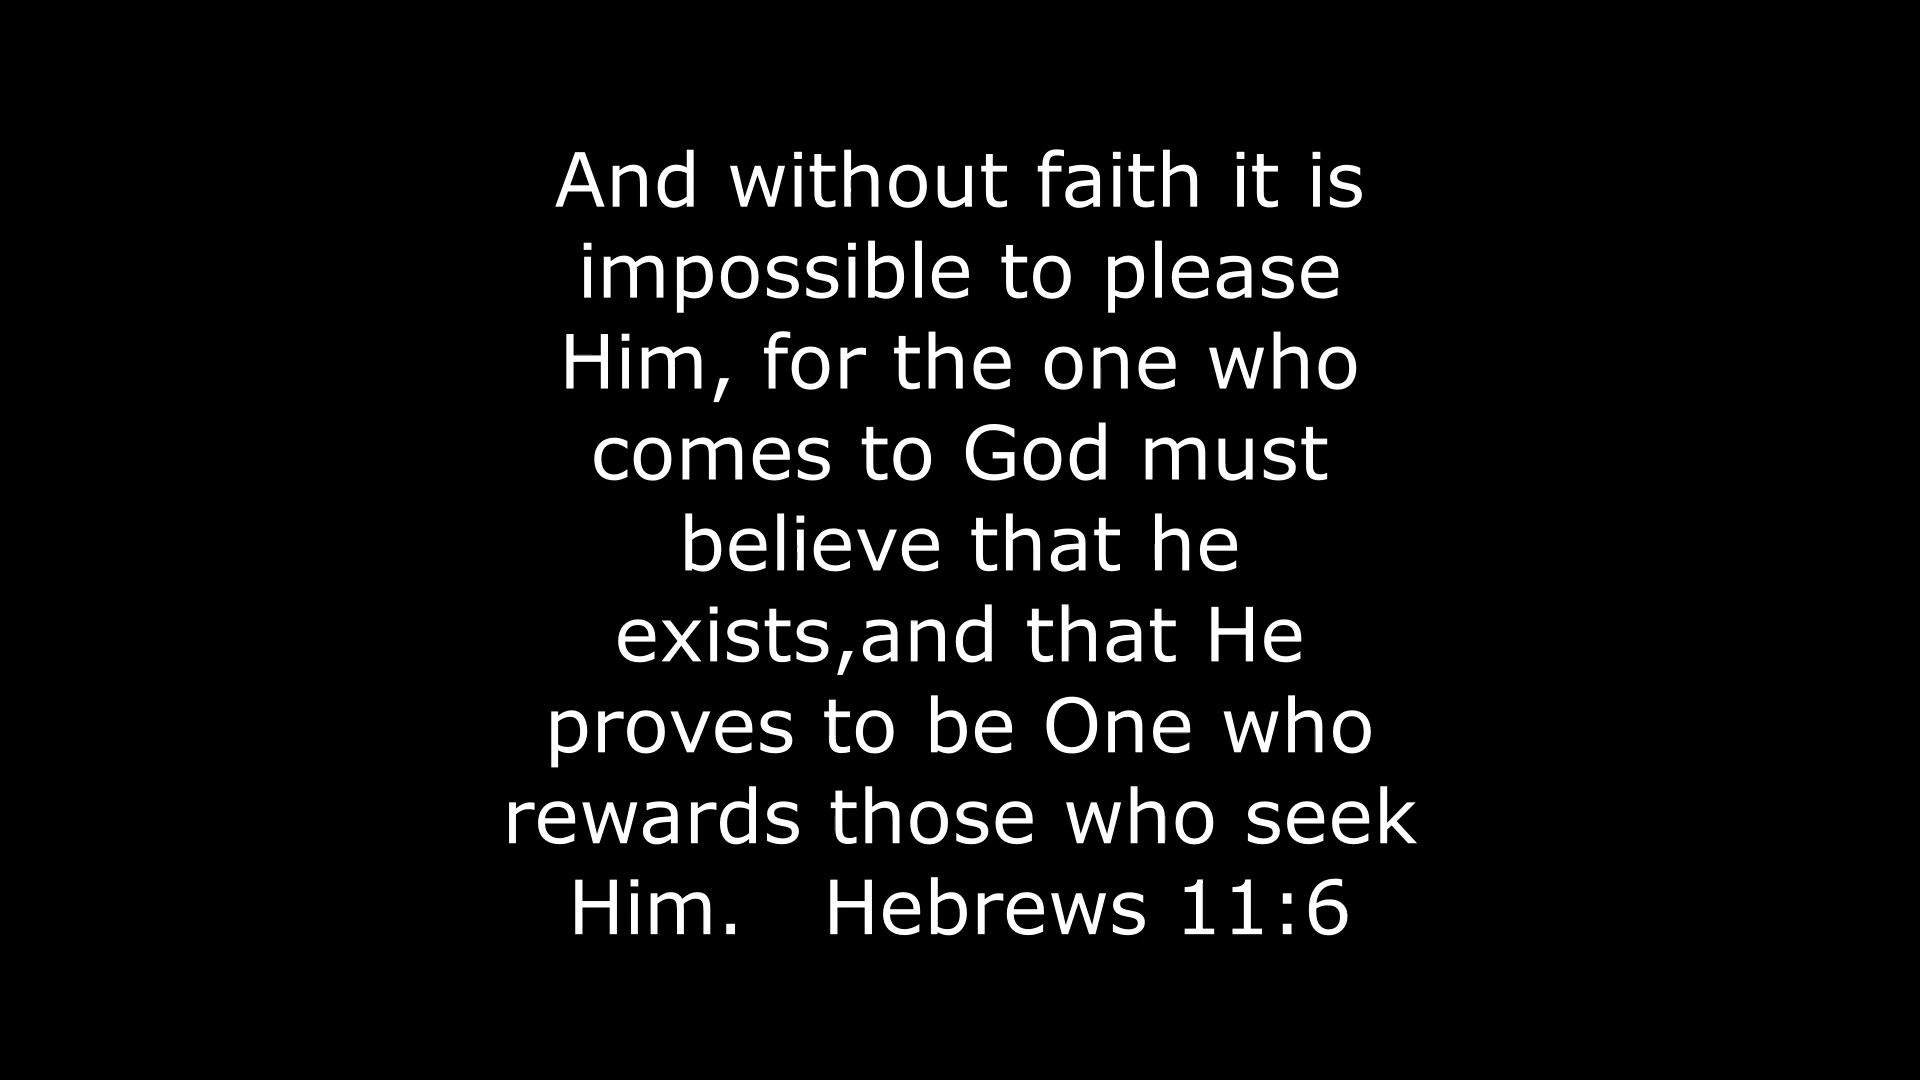 And without faith it is
impossible to please
Him, for the one who
comes to God must
believe that he
exists,and that He
proves to be One who
rewards those who seek
Him.   Hebrews 11:6